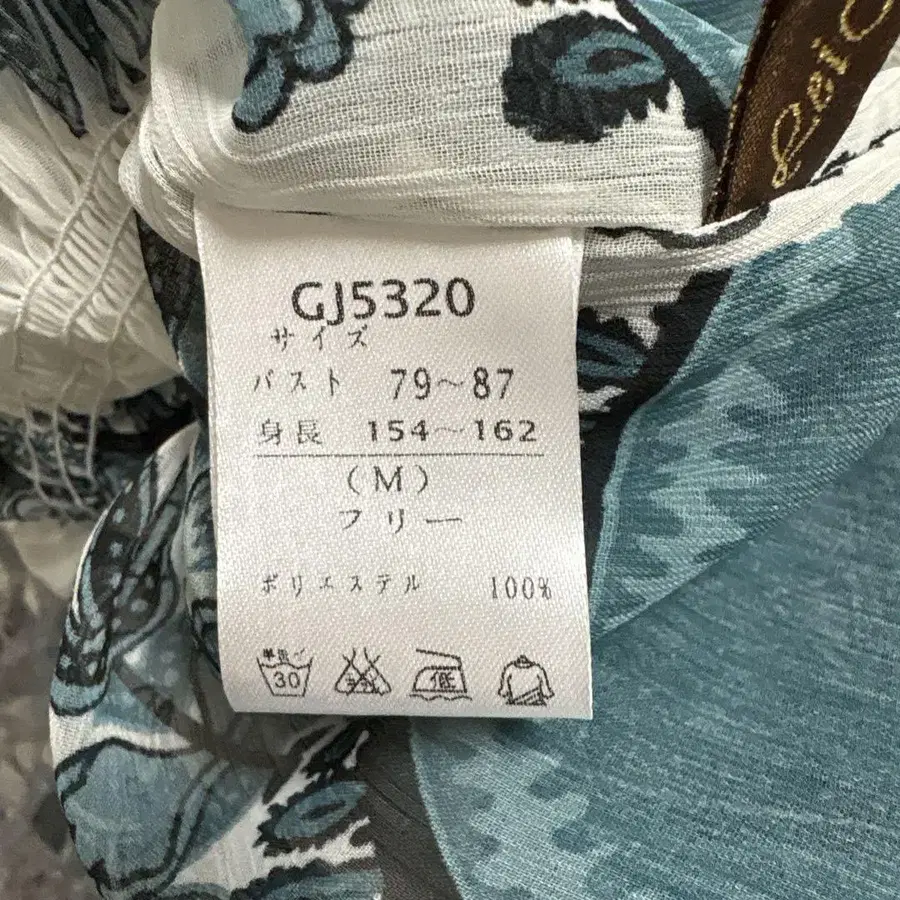 GJ5320
サイズ
バスト 79~87
身長 154~162
(M)
フリー
ポリエステル 100%
30
低